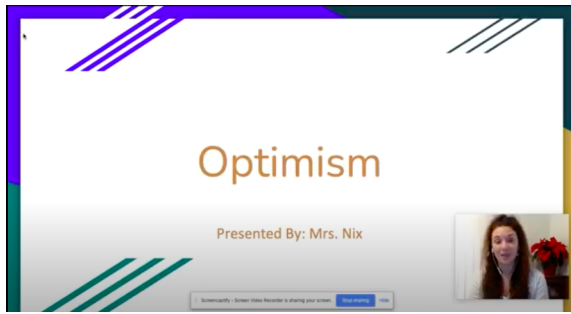 Optimism
Presented By: Mrs. Nix
Screencastify - Screen Video Recorder is sharing your screen. Stop sharing Hide